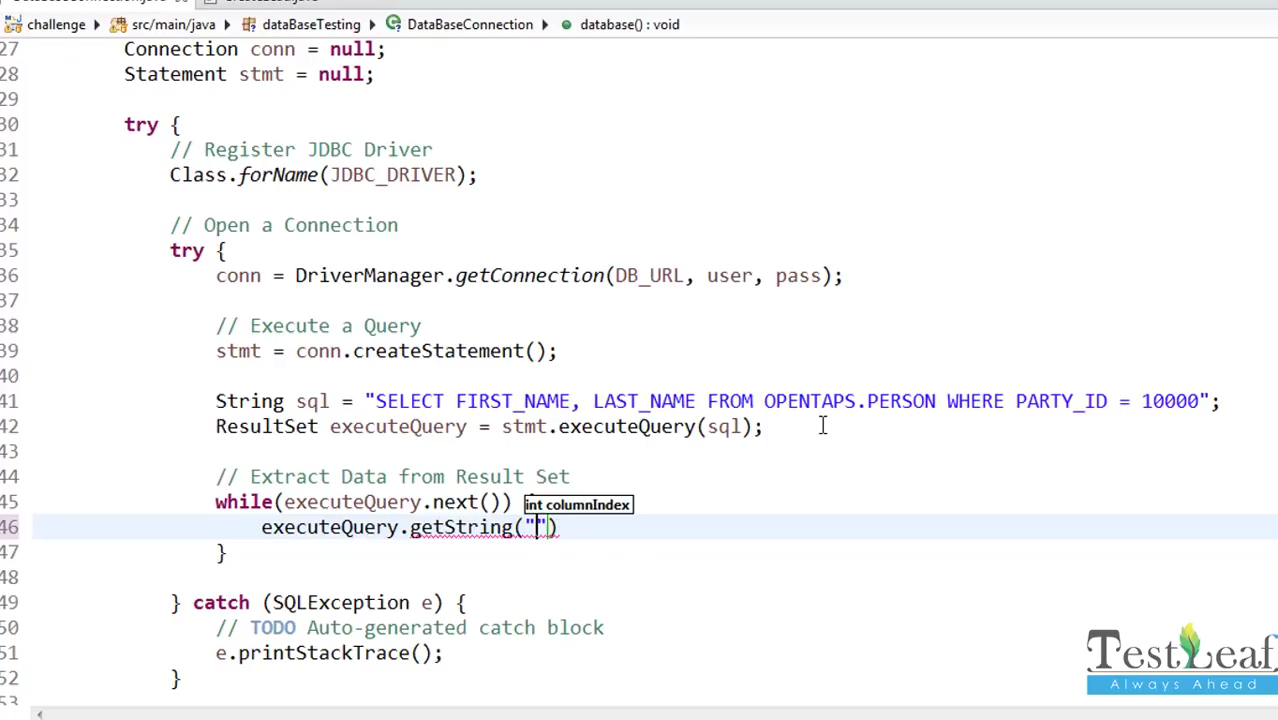 challenge src/main/java dataBaseTesting DataBaseConnection database() : void
27 Connection conn = null;
28 Statement stmt = null;
29
30 try {
31 // Register JDBC Driver
32 Class.forName(JDBC_DRIVER);
33
34 // Open a Connection
35 try {
36 conn = DriverManager.getConnection(DB_URL, user, pass);
37
38 // Execute a Query
39 stmt = conn.createStatement();
40
41 String sql = "SELECT FIRST_NAME, LAST_NAME FROM OPENTAPS.PERSON WHERE PARTY_ID = 10000";
42 ResultSet executeQuery = stmt.executeQuery(sql);
43
44 // Extract Data from Result Set
45 while(executeQuery.next())
int columnIndex
46 executeQuery.getString("")
47 }
48
49 } catch (SQLException e) {
50 // TODO Auto-generated catch block
51 e.printStackTrace();
52 }
53
TestLeaf
Always Ahead